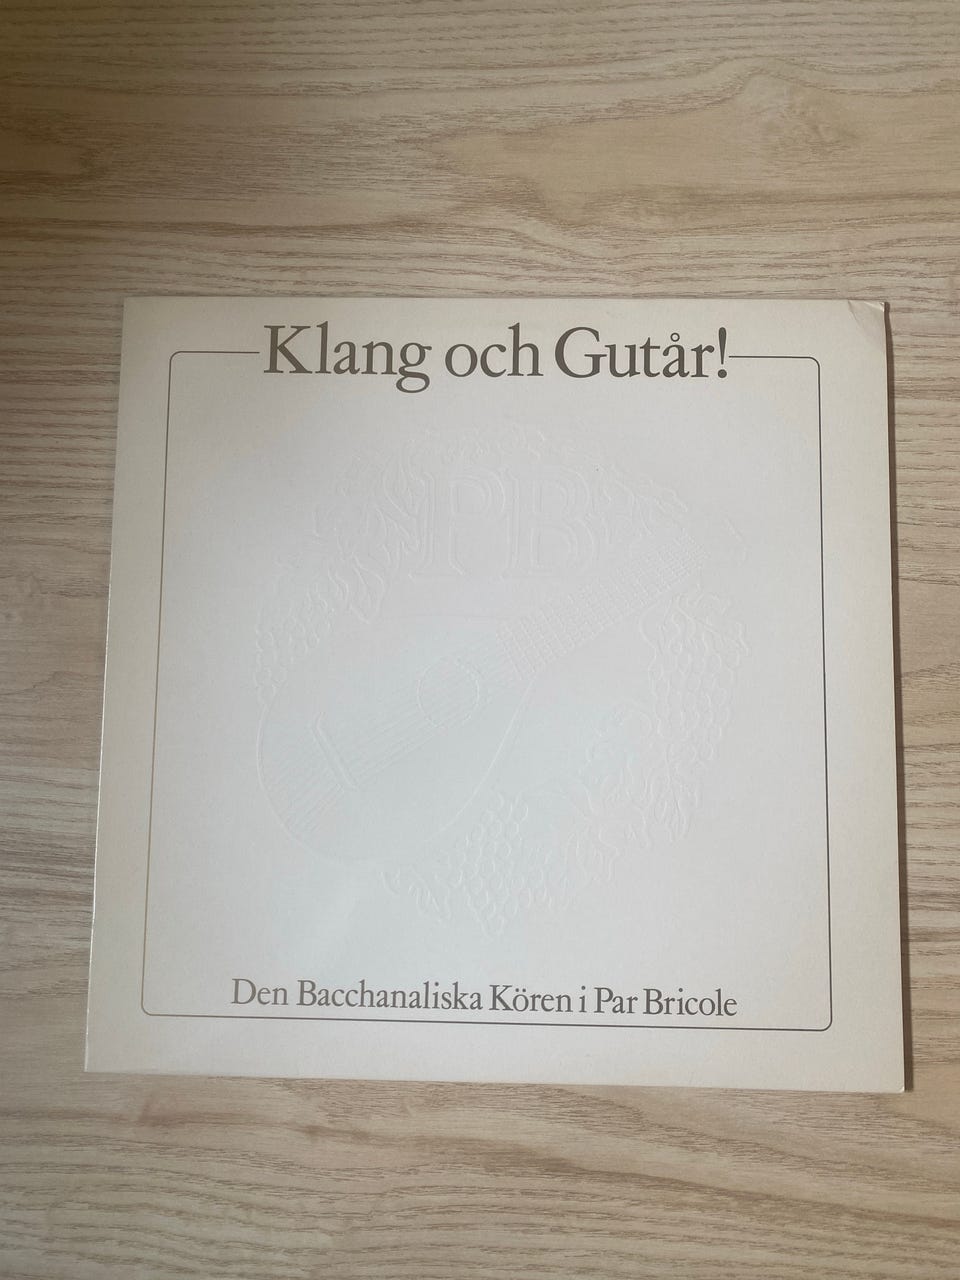 Klang och Gutår!
PB
Den Bacchanaliska Kören i Par Bricole